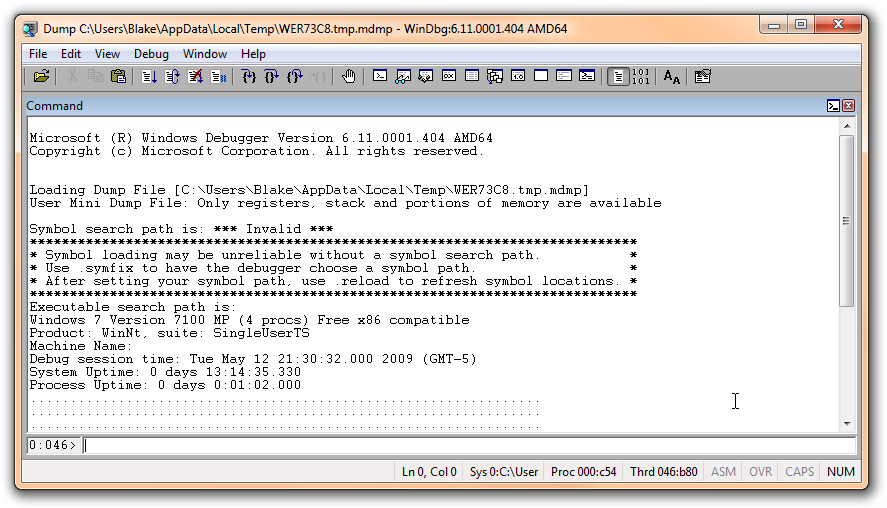 Dump C:\Users\Blake\AppData\Local\Temp\WER73C8.tmp.mdmp - WinDbg:6.11.0001.404 AMD64
File Edit View Debug Window Help
Command
Microsoft (R) Windows Debugger Version 6.11.0001.404 AMD64
Copyright (c) Microsoft Corporation. All rights reserved.
Loading Dump File [C:\Users\Blake\AppData\Local\Temp\WER73C8.tmp.mdmp]
User Mini Dump File: Only registers, stack and portions of memory are available
Symbol search path is: *** Invalid ***
****************************************************************************
* Symbol loading may be unreliable without a symbol search path.           *
* Use .symfix to have the debugger choose a symbol path.                   *
* After setting your symbol path, use .reload to refresh symbol locations. *
****************************************************************************
Executable search path is:
Windows 7 Version 7100 MP (4 procs) Free x86 compatible
Product: WinNt, suite: SingleUserTS
Machine Name:
Debug session time: Tue May 12 21:30:32.000 2009 (GMT-5)
System Uptime: 0 days 13:14:35.330
Process Uptime: 0 days 0:01:02.000
................................................................
................................................................
................................................................
0:046>
Ln 0, Col 0 Sys 0:C:\User Proc 000:c54 Thrd 046:b80 ASM OVR CAPS NUM